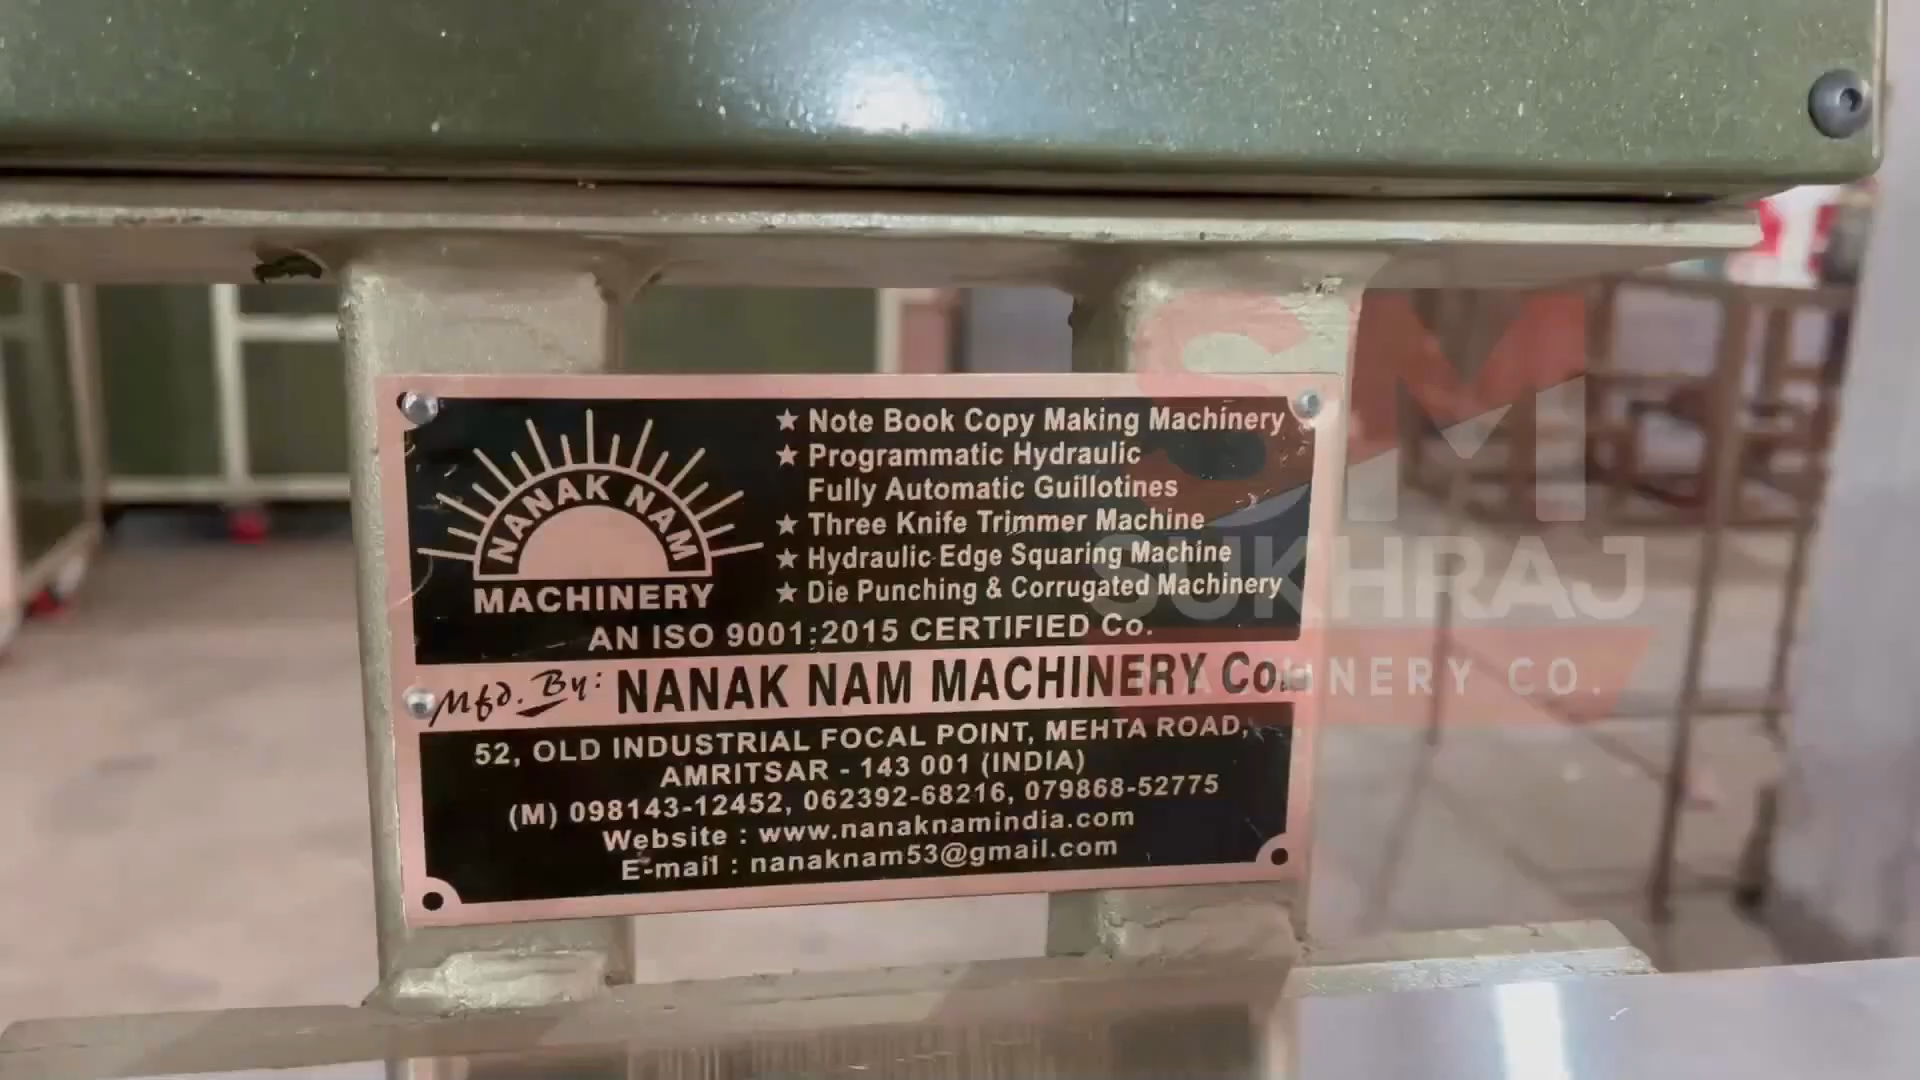 ★ Note Book Copy Making Machinery
★ Programmatic Hydraulic
Fully Automatic Guillotines
★ Three Knife Trimmer Machine
★ Hydraulic Edge Squaring Machine
★ Die Punching & Corrugated Machinery
NANAK NAM
MACHINERY
AN ISO 9001:2015 CERTIFIED Co.
Mfd. By: NANAK NAM MACHINERY Co.
52, OLD INDUSTRIAL FOCAL POINT, MEHTA ROAD,
AMRITSAR - 143 001 (INDIA)
(M) 098143-12452, 062392-68216, 079868-52775
Website : www.nanaknamindia.com
E-mail : nanaknam53@gmail.com
SM
SUKHRAJ
MACHINERY CO.